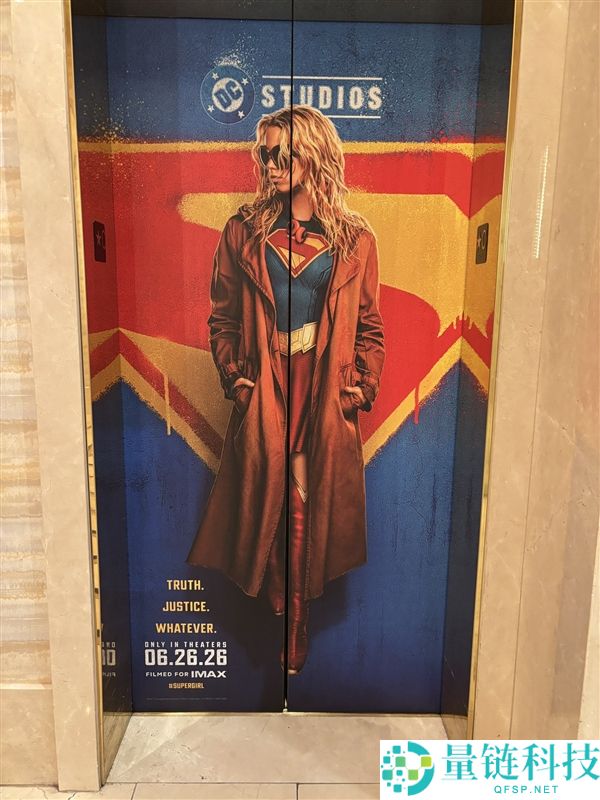 DC STUDIOS
TRUTH.
JUSTICE.
WHATEVER.
ONLY IN THEATERS
06.26.26
FILMED FOR IMAX
#SUPERGIRL
量链科技
QFSP.NET